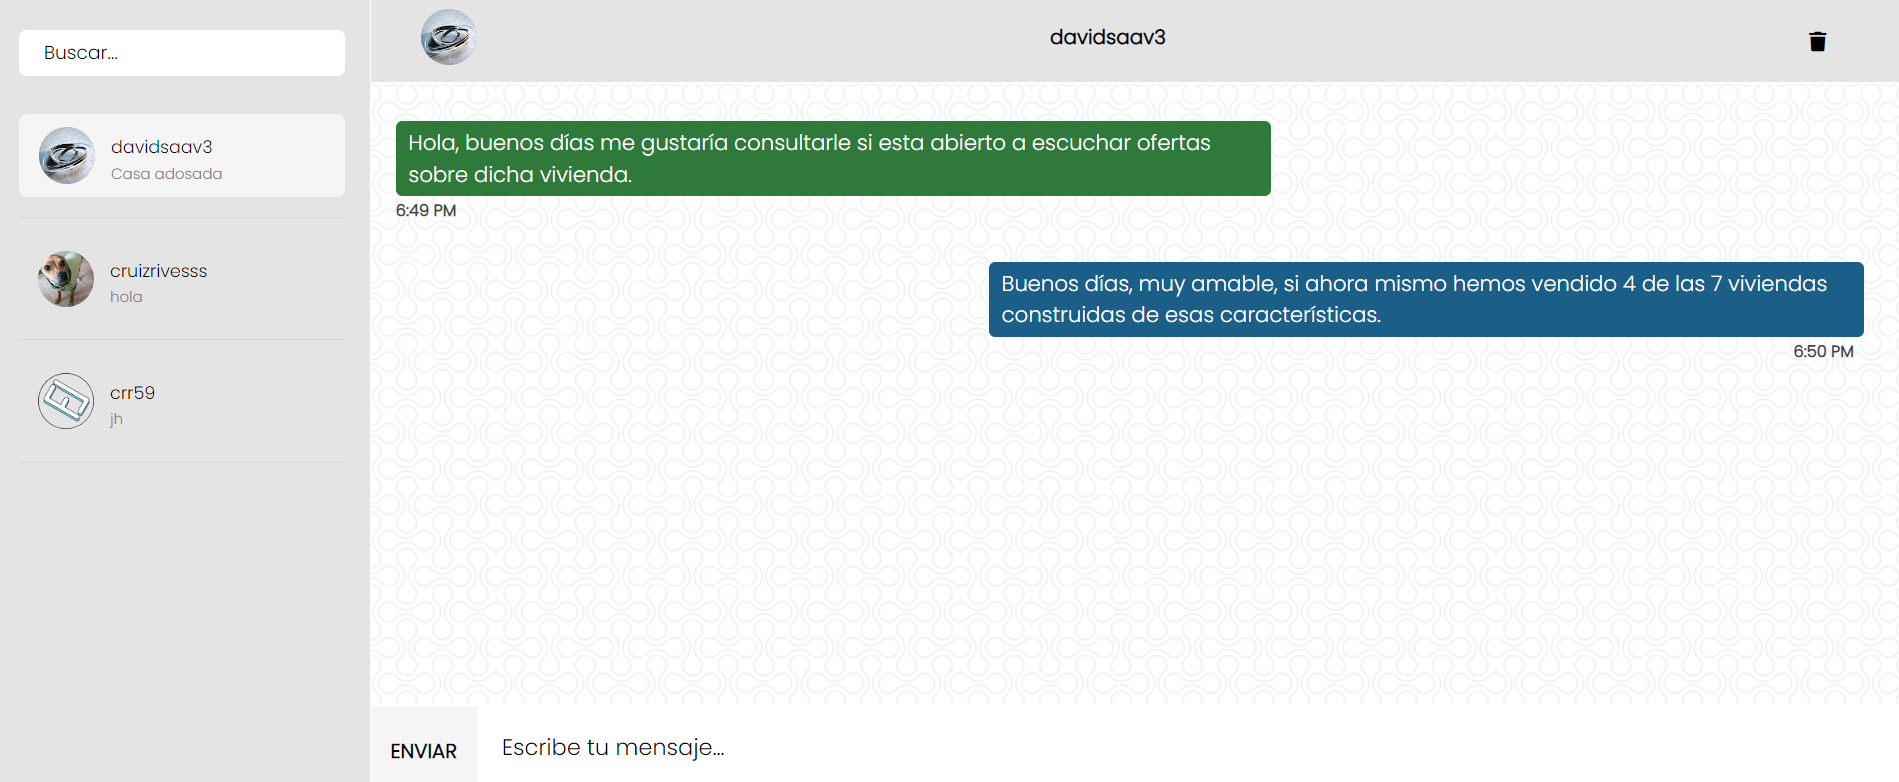 Buscar...
davidsaav3
Casa adosada
cruizrivesss
hola
crr59
jh
davidsaav3
Hola, buenos días me gustaría consultarle si esta abierto a escuchar ofertas
sobre dicha vivienda.
6:49 PM
Buenos días, muy amable, si ahora mismo hemos vendido 4 de las 7 viviendas
construidas de esas características.
6:50 PM
ENVIAR
Escribe tu mensaje...